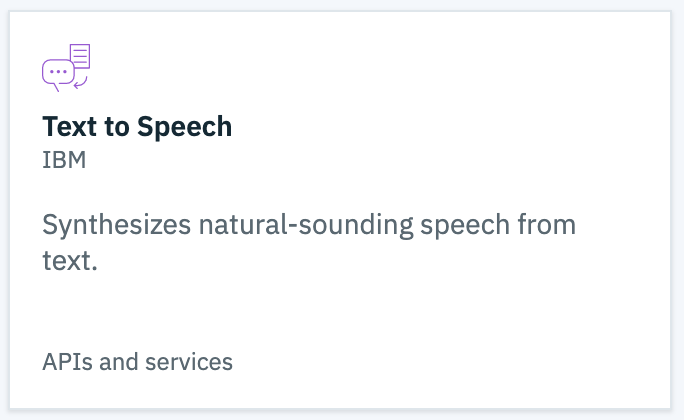 Text to Speech
IBM
Synthesizes natural-sounding speech from
text.
APIs and services